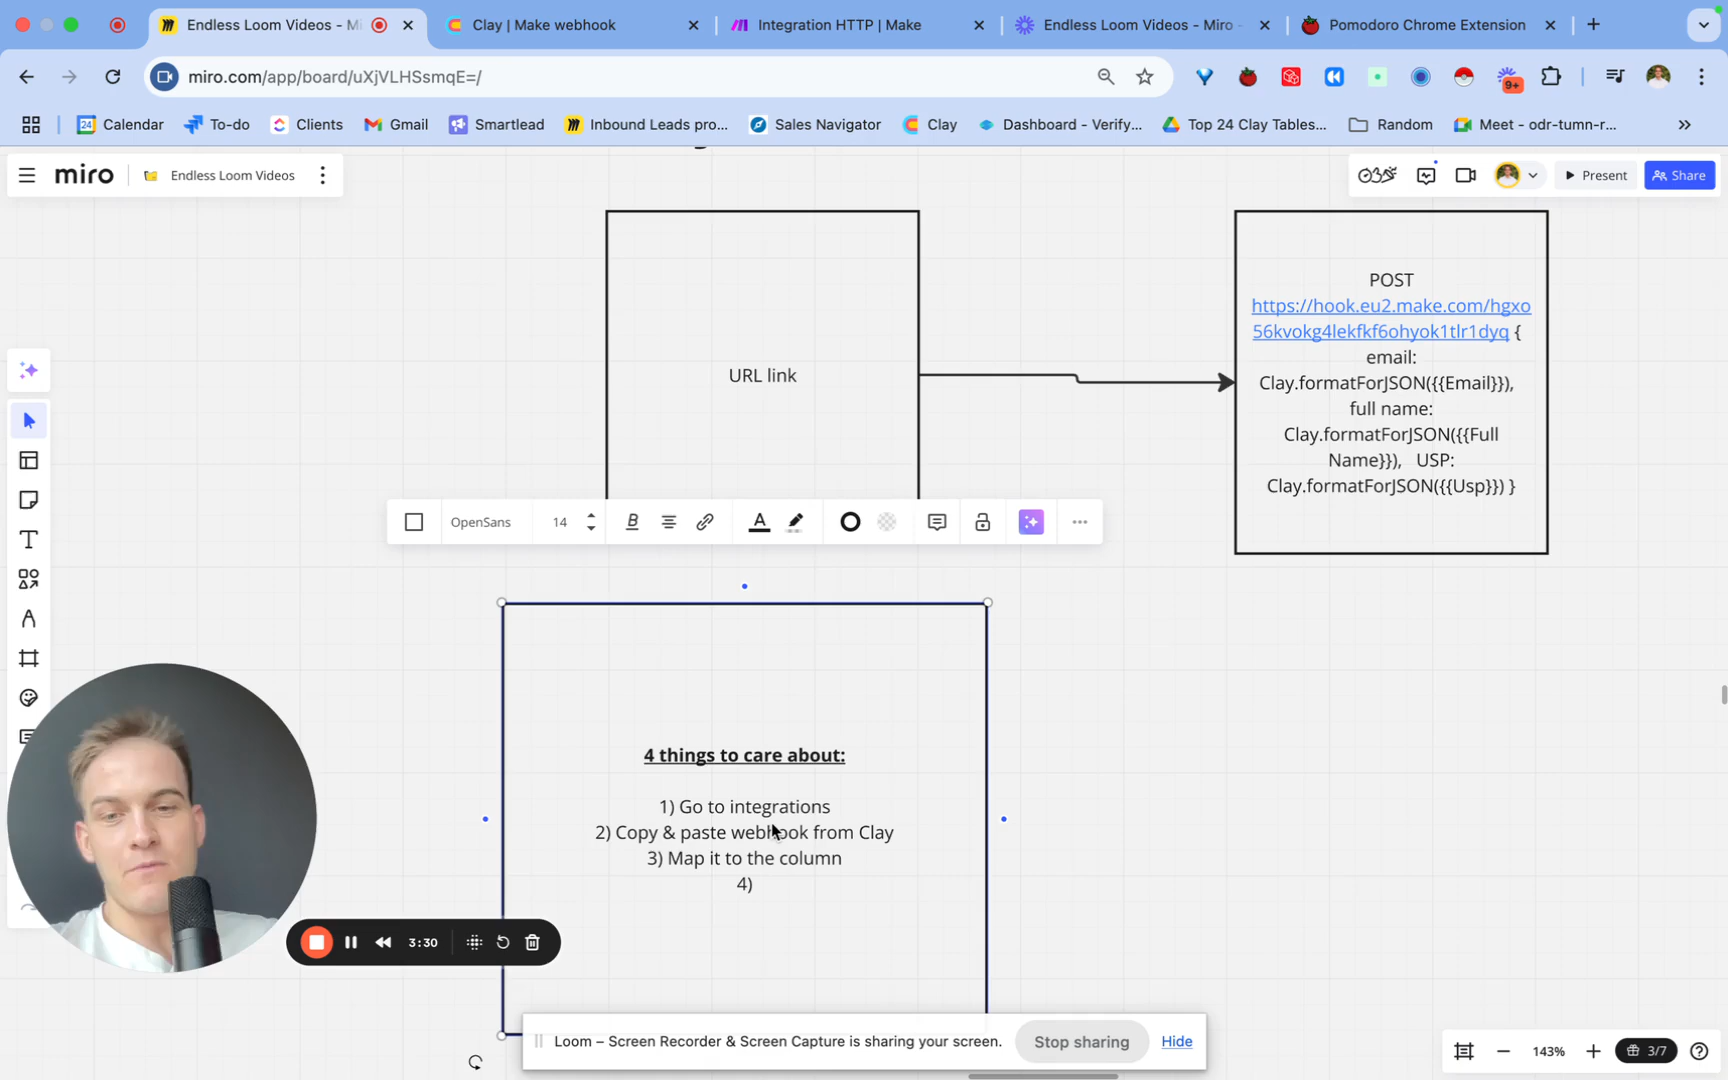 Endless Loom Videos - Mi
Clay | Make webhook
Integration HTTP | Make
Endless Loom Videos - Miro -
Pomodoro Chrome Extension
miro.com/app/board/uXjVLHSsmqE=/
9+
24
Calendar
To-do
Clients
Gmail
Smartlead
Inbound Leads pro...
Sales Navigator
Clay
Dashboard - Verify,...
Top 24 Clay Tables...
Random
Meet - odr-tumn-r...
miro
Endless Loom Videos
Present
Share
URL link
POST
https://hook.eu2.make.com/hgxo
56kvokg4lekfkf6ohyok1tlr1dyq {
email:
Clay.formatForJSON({{Email}}),
full name:
Clay.formatForJSON({{Full
Name}}), USP:
Clay.formatForJSON({{Usp}}) }
OpenSans
14
B
A
4 things to care about:
1) Go to integrations
2) Copy & paste webhook from Clay
3) Map it to the column
4)
3:30
Loom – Screen Recorder & Screen Capture is sharing your screen.
Stop sharing
Hide
143%
3/7